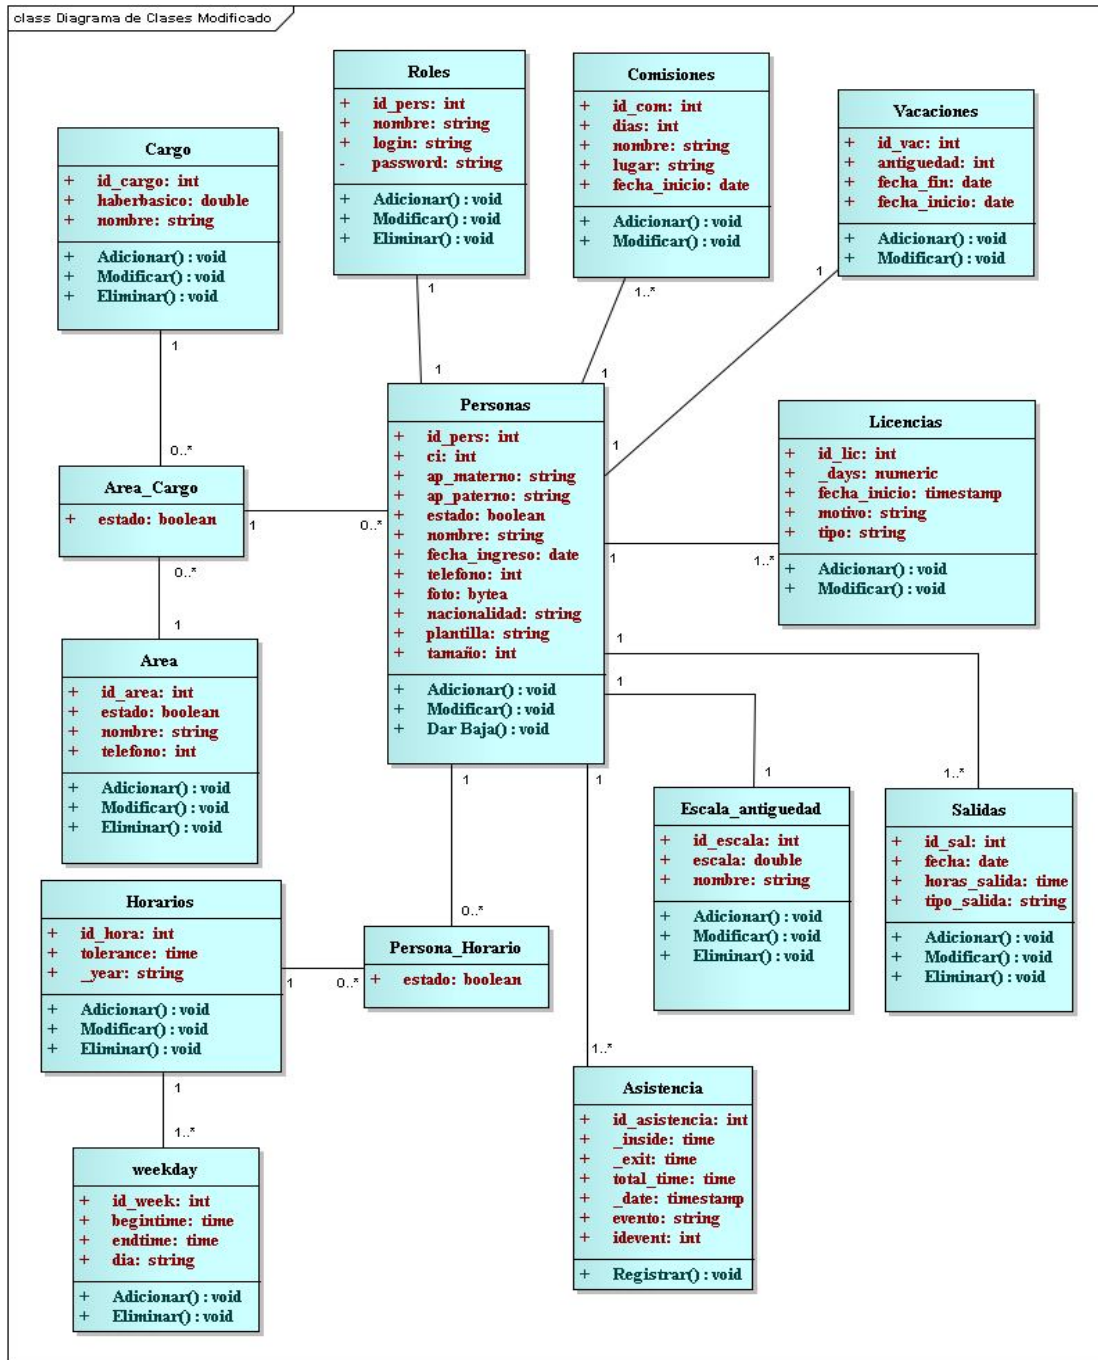 class Diagrama de Clases Modificado
Roles
+ id_pers: int
+ nombre: string
+ login: string
- password: string
+ Adicionar() : void
+ Modificar() : void
+ Eliminar() : void
Comisiones
+ id_com: int
+ dias: int
+ nombre: string
+ lugar: string
+ fecha_inicio: date
+ Adicionar() : void
+ Modificar() : void
Vacaciones
+ id_vac: int
+ antiguedad: int
+ fecha_fin: date
+ fecha_inicio: date
+ Adicionar() : void
+ Modificar() : void
Cargo
+ id_cargo: int
+ haberbasico: double
+ nombre: string
+ Adicionar() : void
+ Modificar() : void
+ Eliminar() : void
1
1..*
1
1
1
1
1
0..*
Personas
+ id_pers: int
+ ci: int
+ ap_materno: string
+ ap_paterno: string
+ estado: boolean
+ nombre: string
+ fecha_ingreso: date
+ telefono: int
+ foto: bytea
+ nacionalidad: string
+ plantilla: string
+ tamaño: int
+ Adicionar() : void
+ Modificar() : void
+ Dar Baja() : void
Licencias
+ id_lic: int
+ _days: numeric
+ fecha_inicio: timestamp
+ motivo: string
+ tipo: string
+ Adicionar() : void
+ Modificar() : void
Area_Cargo
+ estado: boolean
1
0..*
1
1..*
0..*
1
Area
+ id_area: int
+ estado: boolean
+ nombre: string
+ telefono: int
+ Adicionar() : void
+ Modificar() : void
+ Eliminar() : void
1
1
1
1
1
1..*
Escala_antiguedad
+ id_escala: int
+ escala: double
+ nombre: string
+ Adicionar() : void
+ Modificar() : void
+ Eliminar() : void
Salidas
+ id_sal: int
+ fecha: date
+ horas_salida: time
+ tipo_salida: string
+ Adicionar() : void
+ Modificar() : void
+ Eliminar() : void
Horarios
+ id_hora: int
+ tolerance: time
+ _year: string
+ Adicionar() : void
+ Modificar() : void
+ Eliminar() : void
0..*
Persona_Horario
+ estado: boolean
1
0..*
1
1..*
1..*
Asistencia
+ id_asistencia: int
+ _inside: time
+ _exit: time
+ total_time: time
+ _date: timestamp
+ evento: string
+ idevent: int
+ Registrar() : void
weekday
+ id_week: int
+ begintime: time
+ endtime: time
+ dia: string
+ Adicionar() : void
+ Eliminar() : void